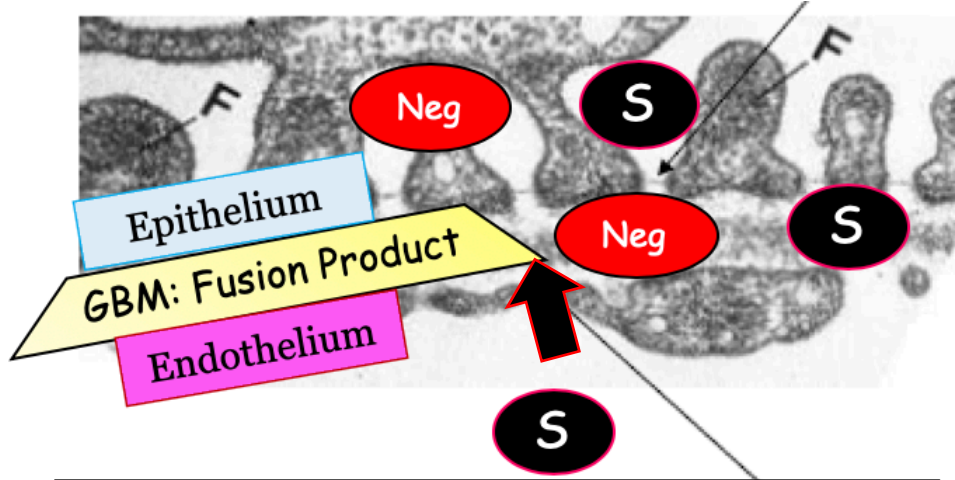 F
F
Neg
S
Epithelium
Neg
S
GBM: Fusion Product
Endothelium
S